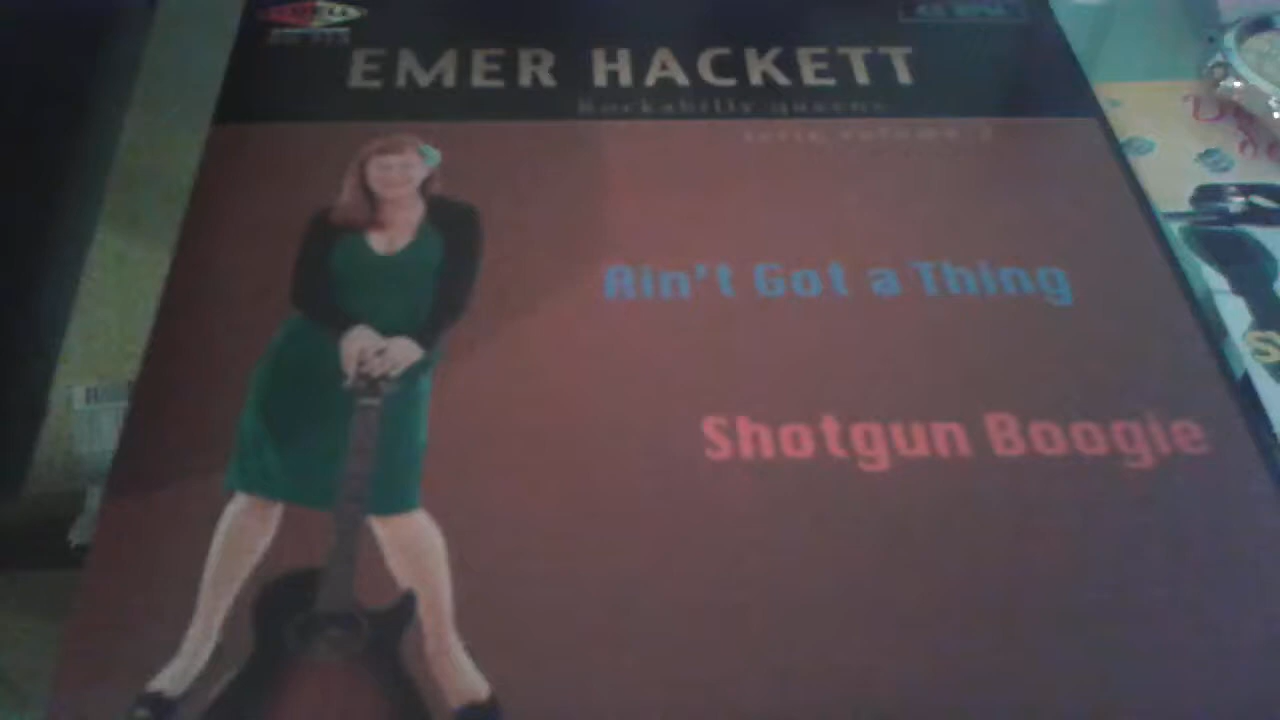 EMER HACKETT
Rockabilly queens
Ain't Got a Thing
Shotgun Boogie